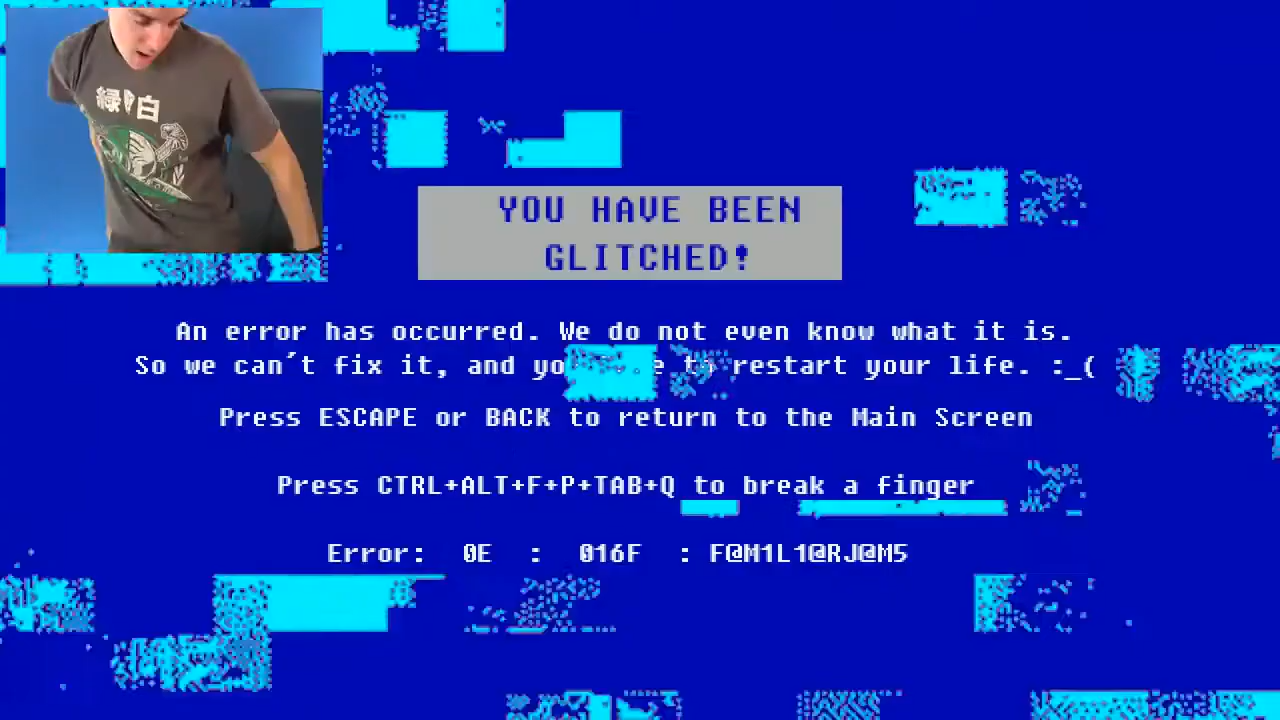 緑 白
YOU HAVE BEEN
GLITCHED!
An error has occurred. We do not even know what it is.
So we can't fix it, and restart your life. :_(
Press ESCAPE or BACK to return to the Main Screen
Press CTRL+ALT+F+P+TAB+Q to break a finger
Error: 0E : 016F : F@M1L1@RJ@M5